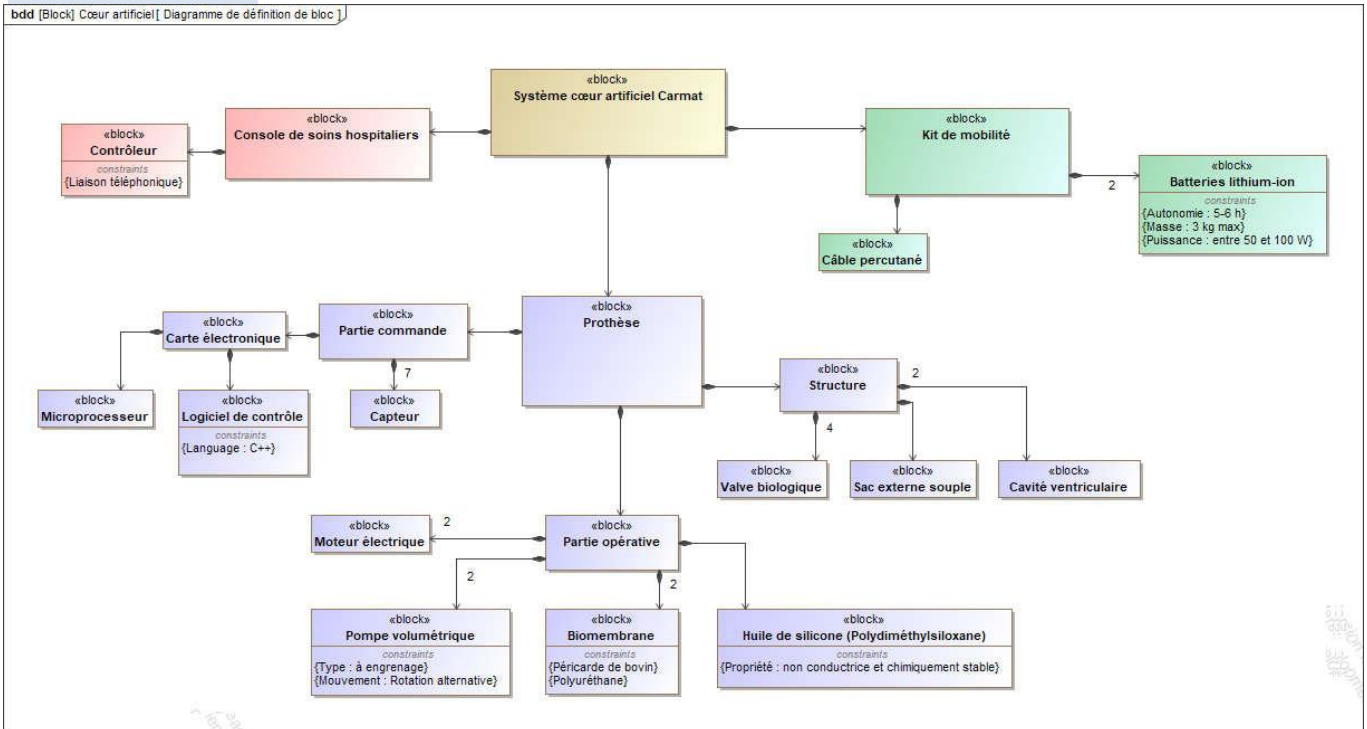 bdd [Block] Cœur artificiel[ Diagramme de définition de bloc ]
«block»
Système cœur artificiel Carmat
«block»
Console de soins hospitaliers
«block»
Contrôleur
constraints
{Liaison téléphonique}
«block»
Kit de mobilité
«block»
Batteries lithium-ion
constraints
{Autonomie : 5-6 h}
{Masse : 3 kg max}
{Puissance : entre 50 et 100 W}
2
«block»
Câble percutané
«block»
Prothèse
«block»
Partie commande
«block»
Carte électronique
7
«block»
Microprocesseur
«block»
Logiciel de contrôle
constraints
{Language : C++}
«block»
Capteur
«block»
Structure
2
4
«block»
Valve biologique
«block»
Sac externe souple
«block»
Cavité ventriculaire
«block»
Partie opérative
«block»
Moteur électrique
2
2
2
«block»
Pompe volumétrique
constraints
{Type : à engrenage}
{Mouvement : Rotation alternative}
«block»
Biomembrane
constraints
{Péricarde de bovin}
{Polyuréthane}
«block»
Huile de silicone (Polydiméthylsiloxane)
constraints
{Propriété : non conductrice et chimiquement stable}